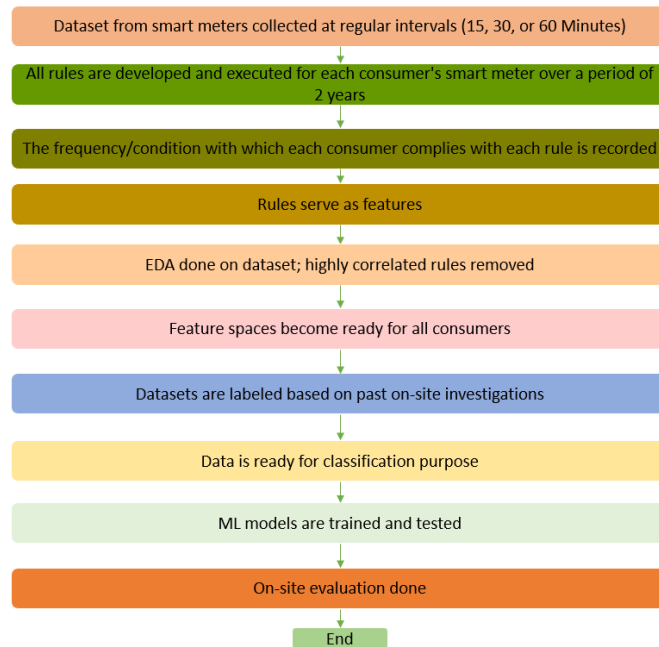 Dataset from smart meters collected at regular intervals (15, 30, or 60 Minutes)
All rules are developed and executed for each consumer's smart meter over a period of
2 years
The frequency/condition with which each consumer complies with each rule is recorded
Rules serve as features
EDA done on dataset; highly correlated rules removed
Feature spaces become ready for all consumers
Datasets are labeled based on past on-site investigations
Data is ready for classification purpose
ML models are trained and tested
On-site evaluation done
End